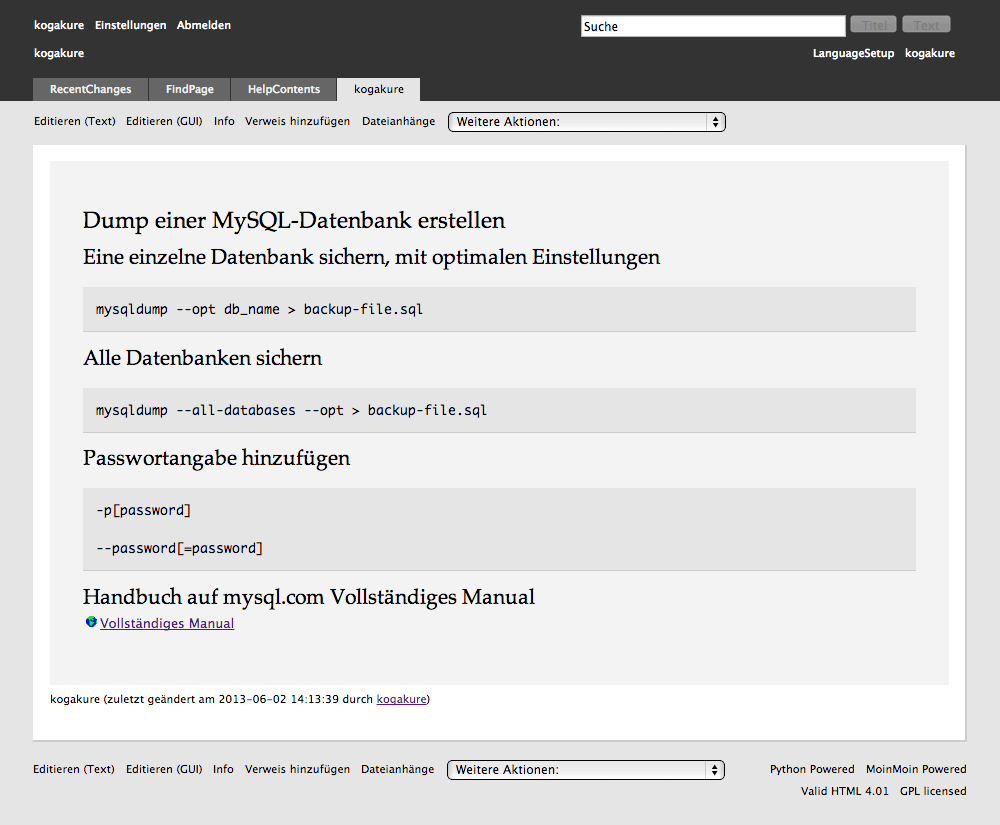 kogakure Einstellungen Abmelden
Suche Titel Text
kogakure
LanguageSetup kogakure
RecentChanges FindPage HelpContents kogakure
Editieren (Text) Editieren (GUI) Info Verweis hinzufügen Dateianhänge Weitere Aktionen:
Dump einer MySQL-Datenbank erstellen
Eine einzelne Datenbank sichern, mit optimalen Einstellungen
mysqldump --opt db_name > backup-file.sql
Alle Datenbanken sichern
mysqldump --all-databases --opt > backup-file.sql
Passwortangabe hinzufügen
-p[password]
--password[=password]
Handbuch auf mysql.com Vollständiges Manual
Vollständiges Manual
kogakure (zuletzt geändert am 2013-06-02 14:13:39 durch kogakure)
Editieren (Text) Editieren (GUI) Info Verweis hinzufügen Dateianhänge Weitere Aktionen:
Python Powered MoinMoin Powered
Valid HTML 4.01 GPL licensed